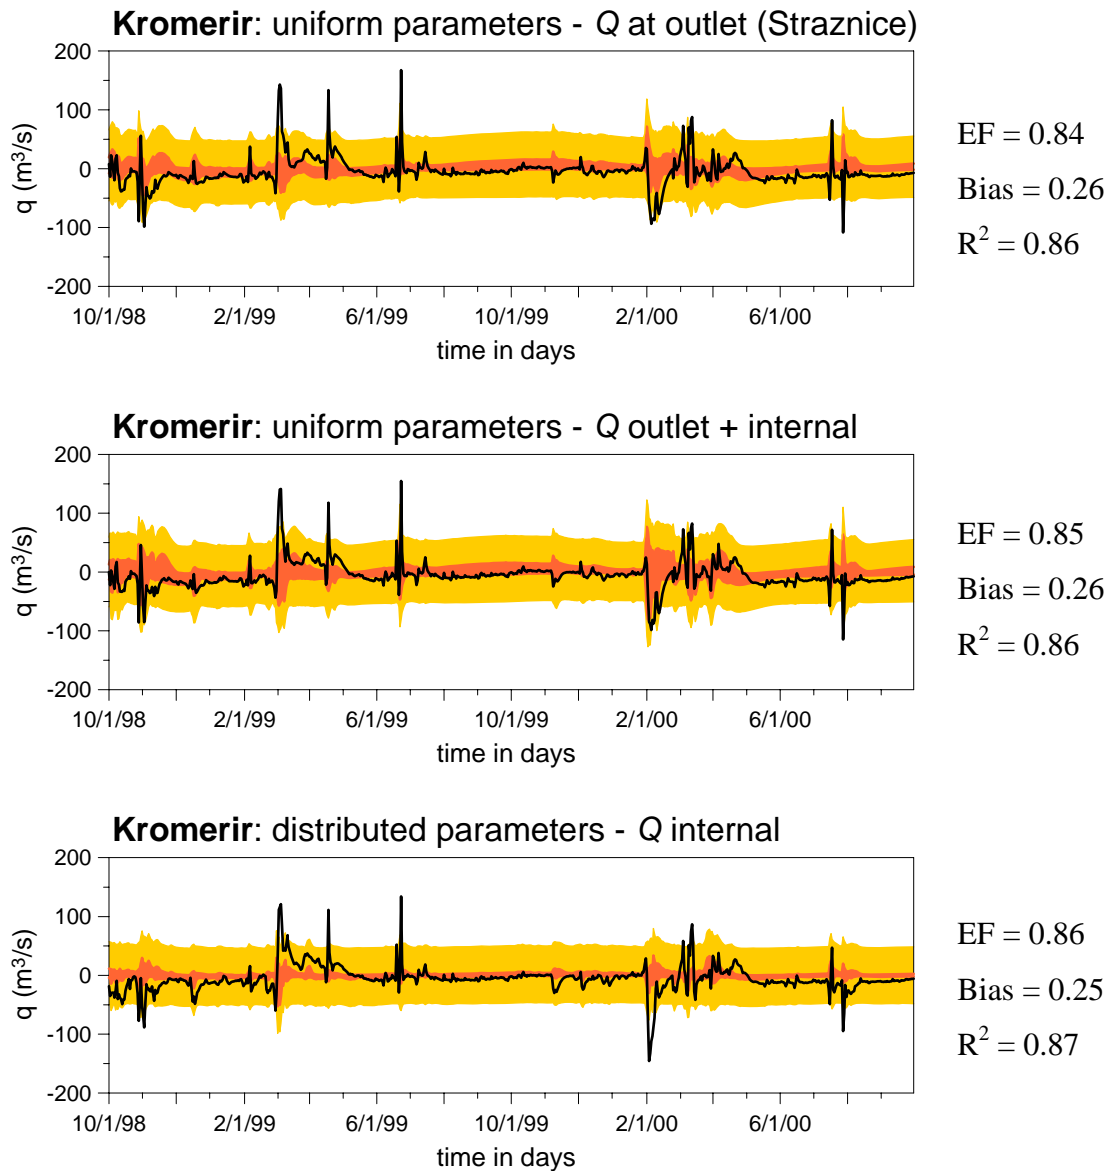 Kromerir: uniform parameters - Q at outlet (Straznice)
200
100
0
-100
-200
q (m³/s)
10/1/98 2/1/99 6/1/99 10/1/99 2/1/00 6/1/00
time in days
EF = 0.84
Bias = 0.26
R² = 0.86
Kromerir: uniform parameters - Q outlet + internal
200
100
0
-100
-200
q (m³/s)
10/1/98 2/1/99 6/1/99 10/1/99 2/1/00 6/1/00
time in days
EF = 0.85
Bias = 0.26
R² = 0.86
Kromerir: distributed parameters - Q internal
200
100
0
-100
-200
q (m³/s)
10/1/98 2/1/99 6/1/99 10/1/99 2/1/00 6/1/00
time in days
EF = 0.86
Bias = 0.25
R² = 0.87